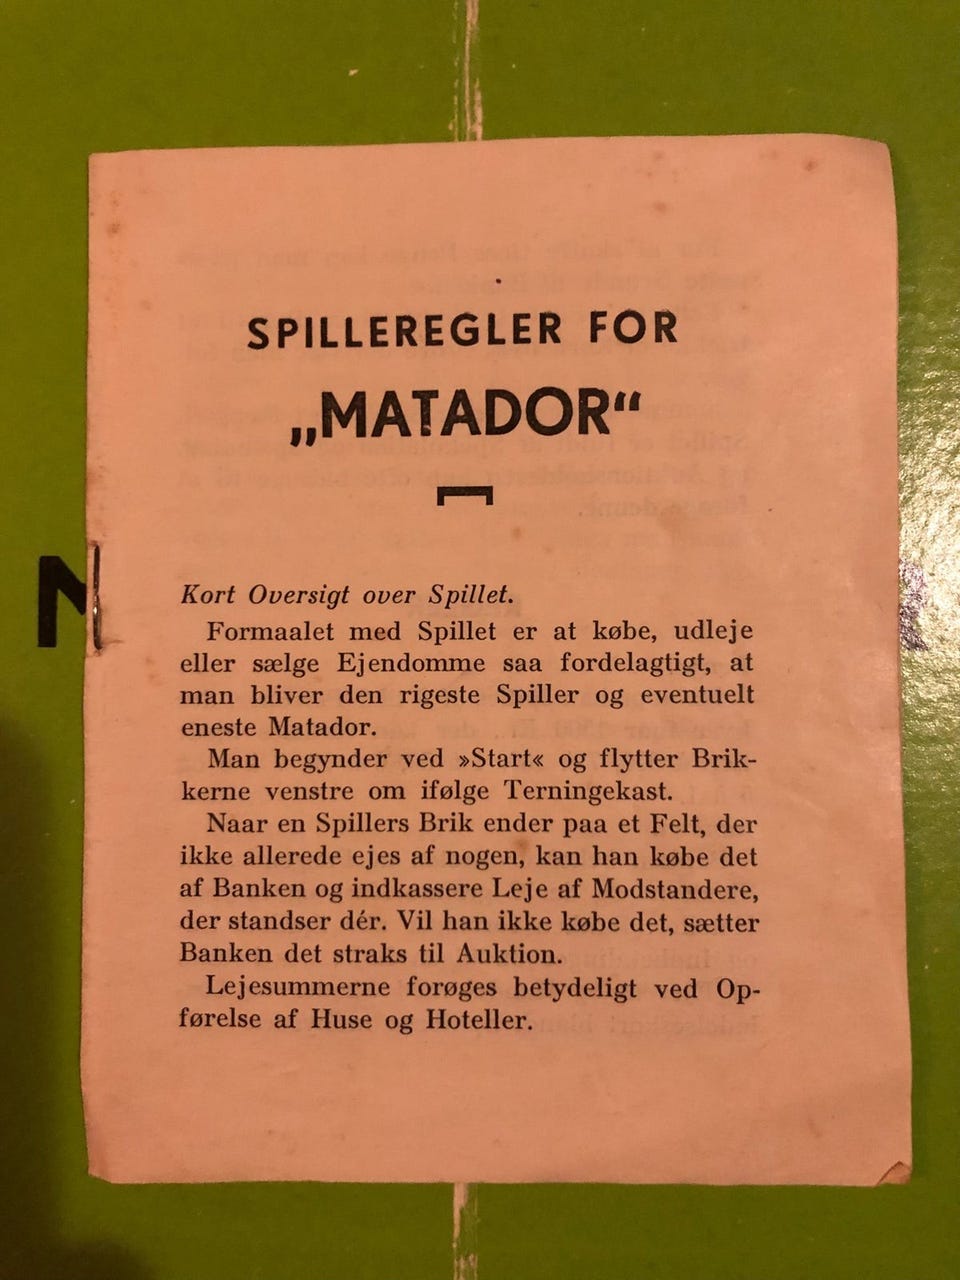 SPILLEREGLER FOR
„MATADOR“
Kort Oversigt over Spillet.
Formaalet med Spillet er at købe, udleje
eller sælge Ejendomme saa fordelagtigt, at
man bliver den rigeste Spiller og eventuelt
eneste Matador.
Man begynder ved »Start« og flytter Brik-
kerne venstre om ifølge Terningekast.
Naar en Spillers Brik ender paa et Felt, der
ikke allerede ejes af nogen, kan han købe det
af Banken og indkassere Leje af Modstandere,
der standser dér. Vil han ikke købe det, sætter
Banken det straks til Auktion.
Lejesummerne forøges betydeligt ved Op-
førelse af Huse og Hoteller.